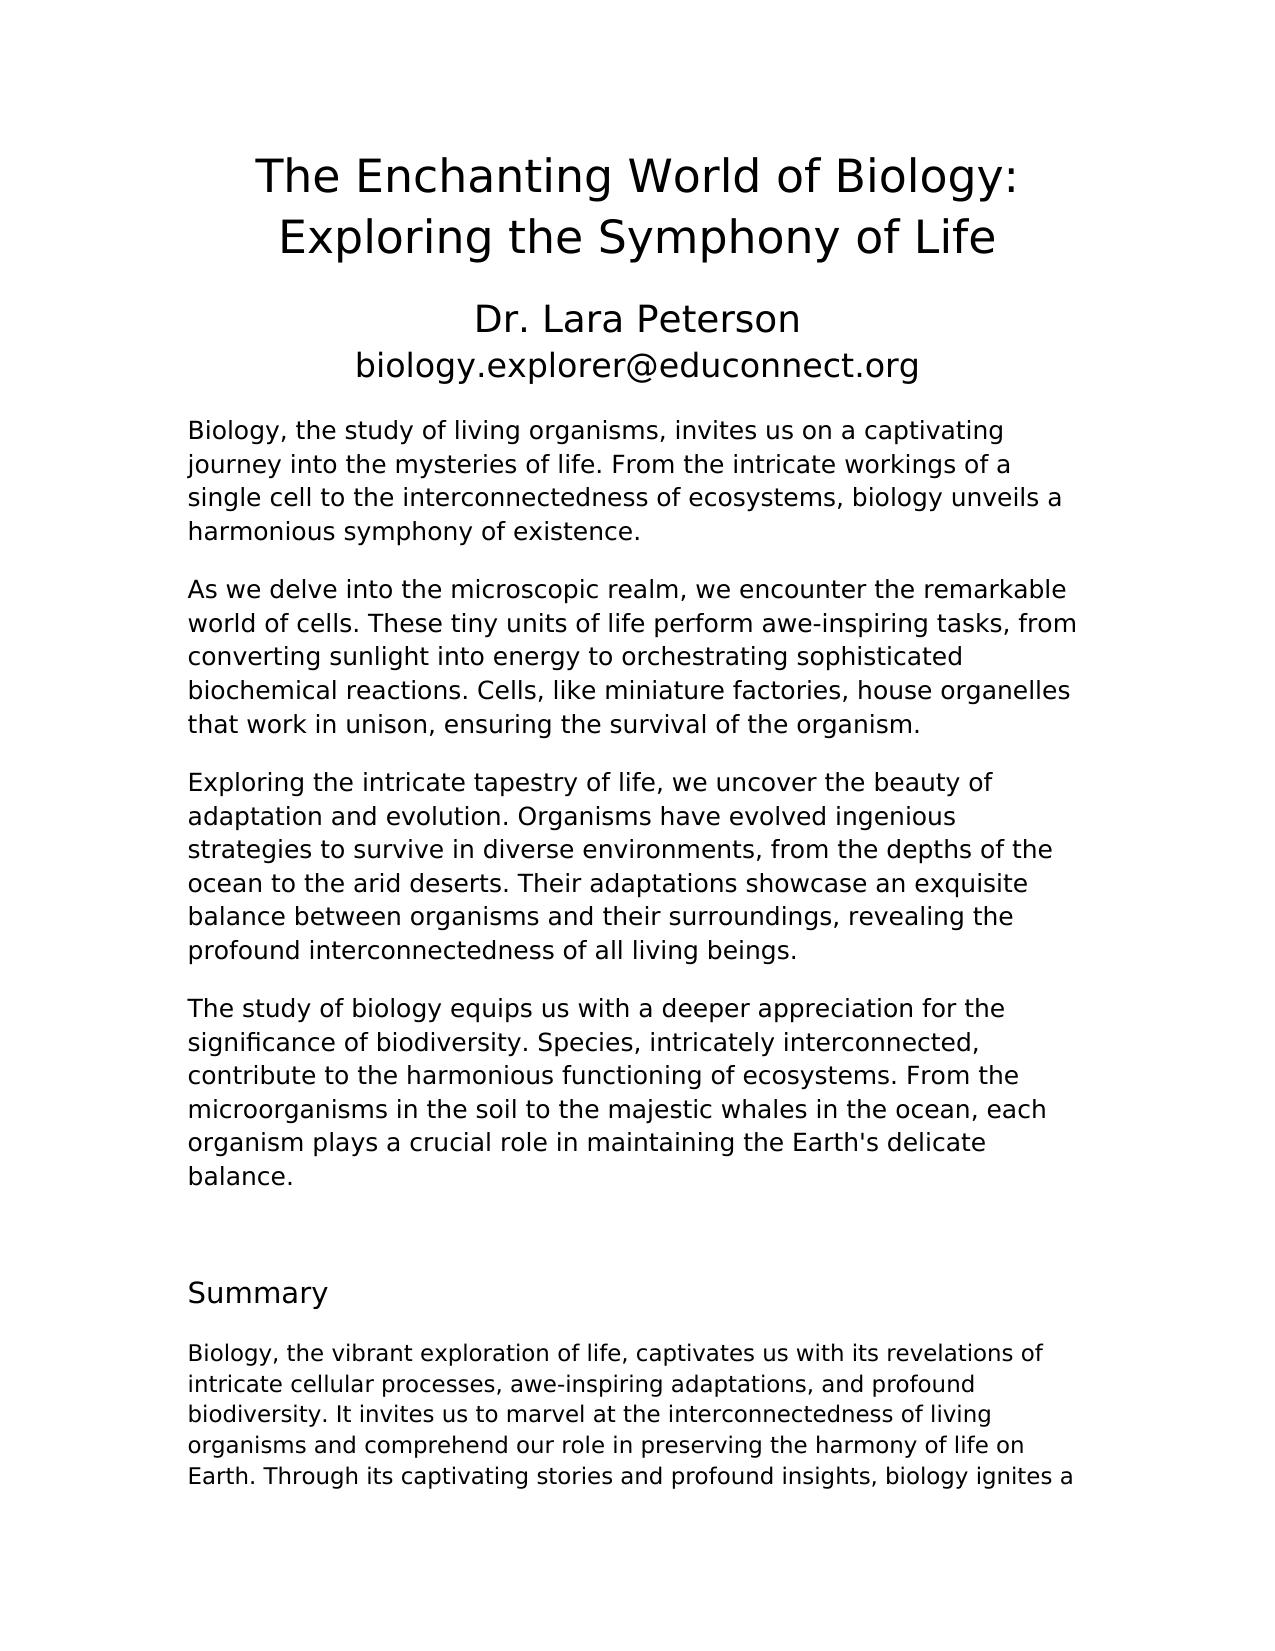 The Enchanting World of Biology:
Exploring the Symphony of Life
Dr. Lara Peterson
biology.explorer@educonnect.org
Biology, the study of living organisms, invites us on a captivating
journey into the mysteries of life. From the intricate workings of a
single cell to the interconnectedness of ecosystems, biology unveils a
harmonious symphony of existence.
As we delve into the microscopic realm, we encounter the remarkable
world of cells. These tiny units of life perform awe-inspiring tasks, from
converting sunlight into energy to orchestrating sophisticated
biochemical reactions. Cells, like miniature factories, house organelles
that work in unison, ensuring the survival of the organism.
Exploring the intricate tapestry of life, we uncover the beauty of
adaptation and evolution. Organisms have evolved ingenious
strategies to survive in diverse environments, from the depths of the
ocean to the arid deserts. Their adaptations showcase an exquisite
balance between organisms and their surroundings, revealing the
profound interconnectedness of all living beings.
The study of biology equips us with a deeper appreciation for the
significance of biodiversity. Species, intricately interconnected,
contribute to the harmonious functioning of ecosystems. From the
microorganisms in the soil to the majestic whales in the ocean, each
organism plays a crucial role in maintaining the Earth's delicate
balance.
Summary
Biology, the vibrant exploration of life, captivates us with its revelations of
intricate cellular processes, awe-inspiring adaptations, and profound
biodiversity. It invites us to marvel at the interconnectedness of living
organisms and comprehend our role in preserving the harmony of life on
Earth. Through its captivating stories and profound insights, biology ignites a